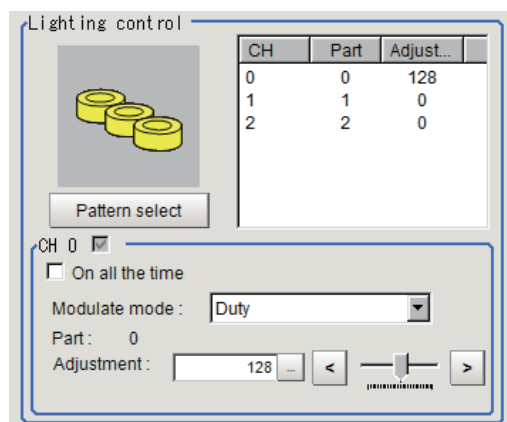 Lighting control
CH Part Adjust...
0 0 128
1 1 0
2 2 0
Pattern select
CH 0
On all the time
Modulate mode : Duty
Part : 0
Adjustment : 128 ... < >